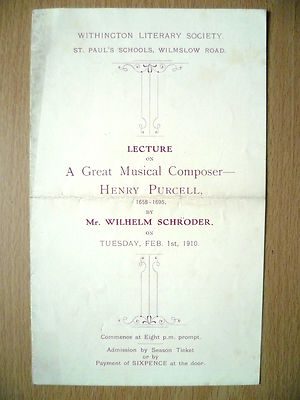 WITHINGTON LITERARY SOCIETY
ST. PAUL'S SCHOOLS, WILMSLOW ROAD.
LECTURE
ON
A Great Musical Composer—
HENRY PURCELL,
1658-1695,
BY
Mr. WILHELM SCHRODER.
ON
TUESDAY, FEB. 1st, 1910.
Commence at Eight p.m. prompt.
Admission by Season Ticket
or by
Payment of SIXPENCE at the door.